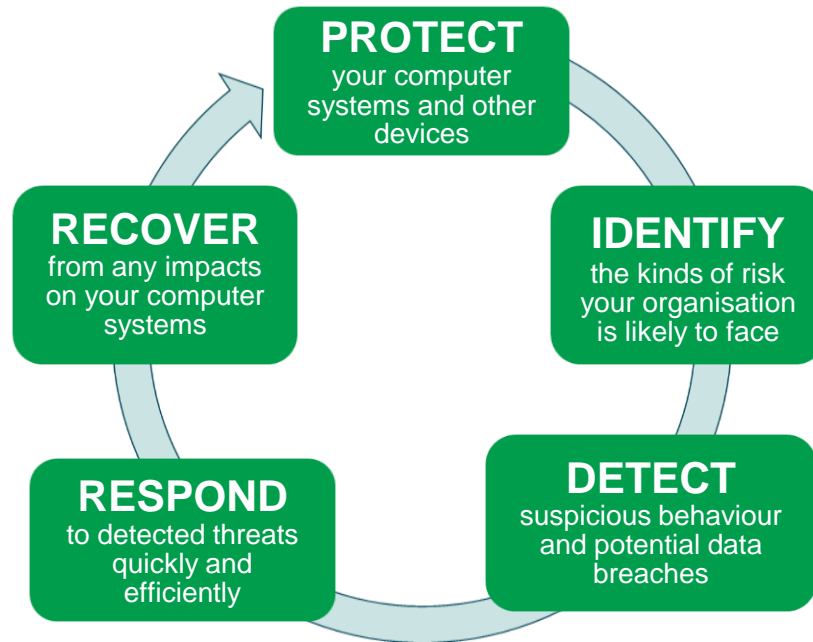 PROTECT
your computer
systems and other
devices
IDENTIFY
the kinds of risk
your organisation
is likely to face
DETECT
suspicious behaviour
and potential data
breaches
RESPOND
to detected threats
quickly and
efficiently
RECOVER
from any impacts
on your computer
systems